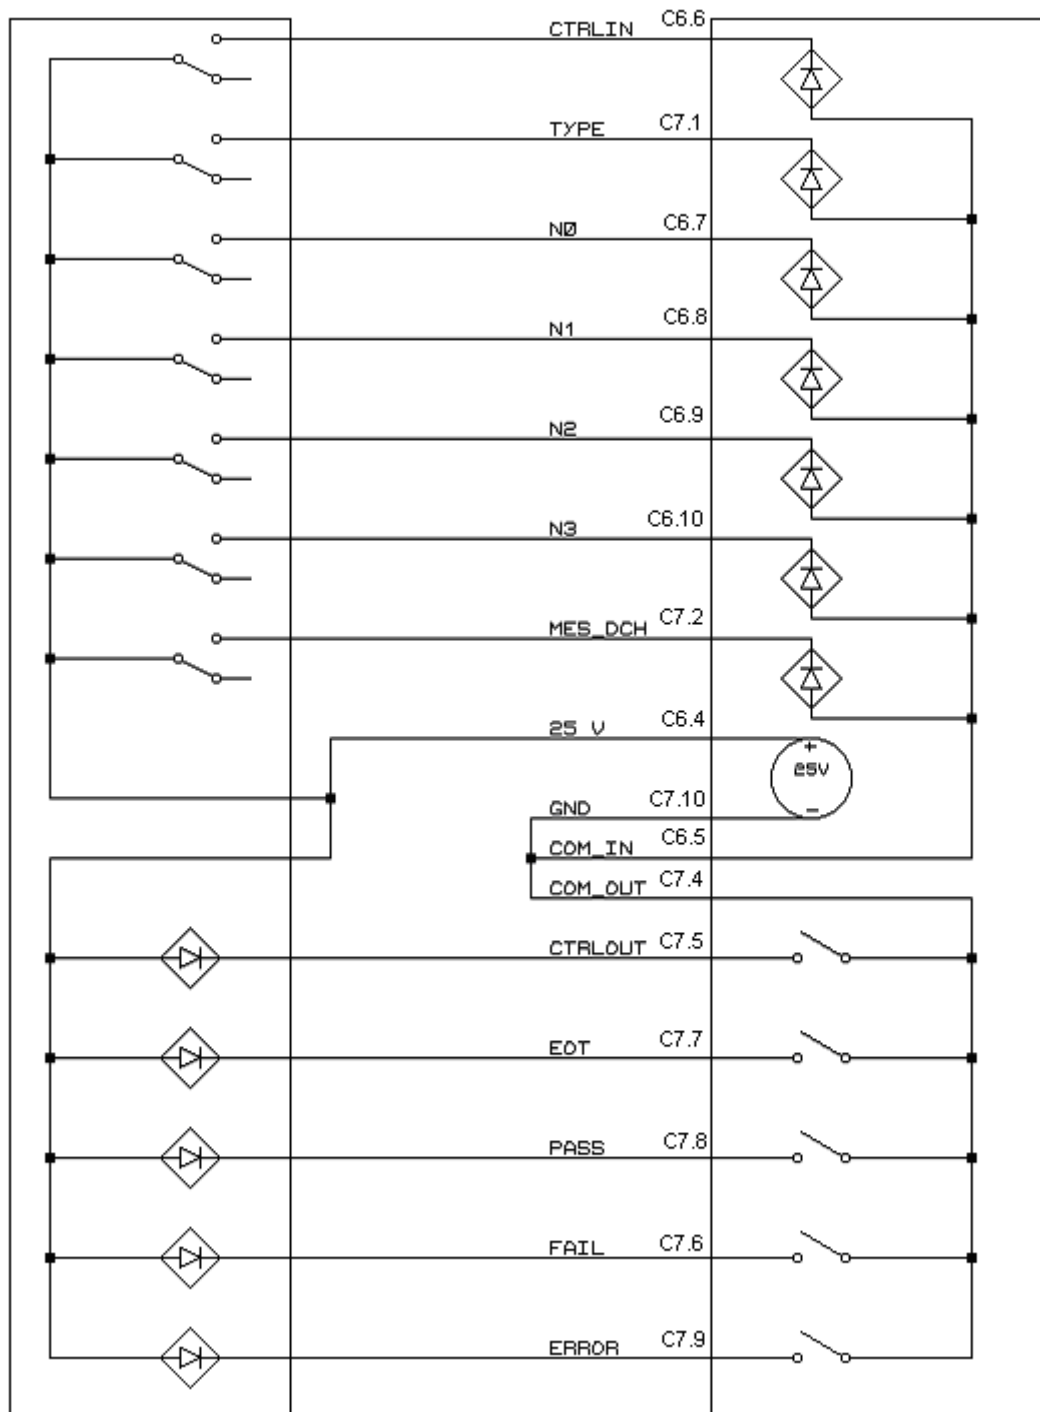 CTRLIN C6.6
TYPE C7.1
NØ C6.7
N1 C6.8
N2 C6.9
N3 C6.10
MES_DCH C7.2
25 V C6.4
+
25V
–
GND C7.10
COM_IN C6.5
COM_OUT C7.4
CTRLOUT C7.5
EOT C7.7
PASS C7.8
FAIL C7.6
ERROR C7.9